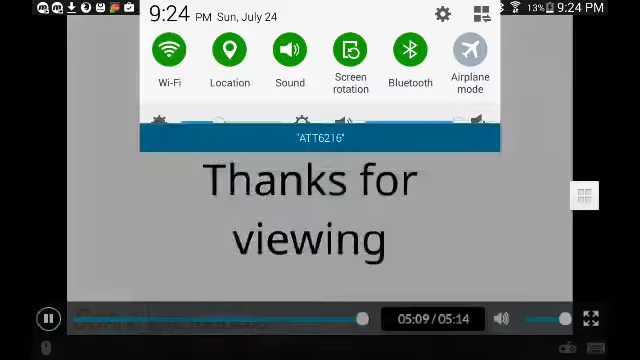 9:24 PM Sun, July 24
13% 9:24 PM
Wi-Fi
Location
Sound
Screen rotation
Bluetooth
Airplane mode
"ATT6216"
Thanks for
viewing
05:09 / 05:14